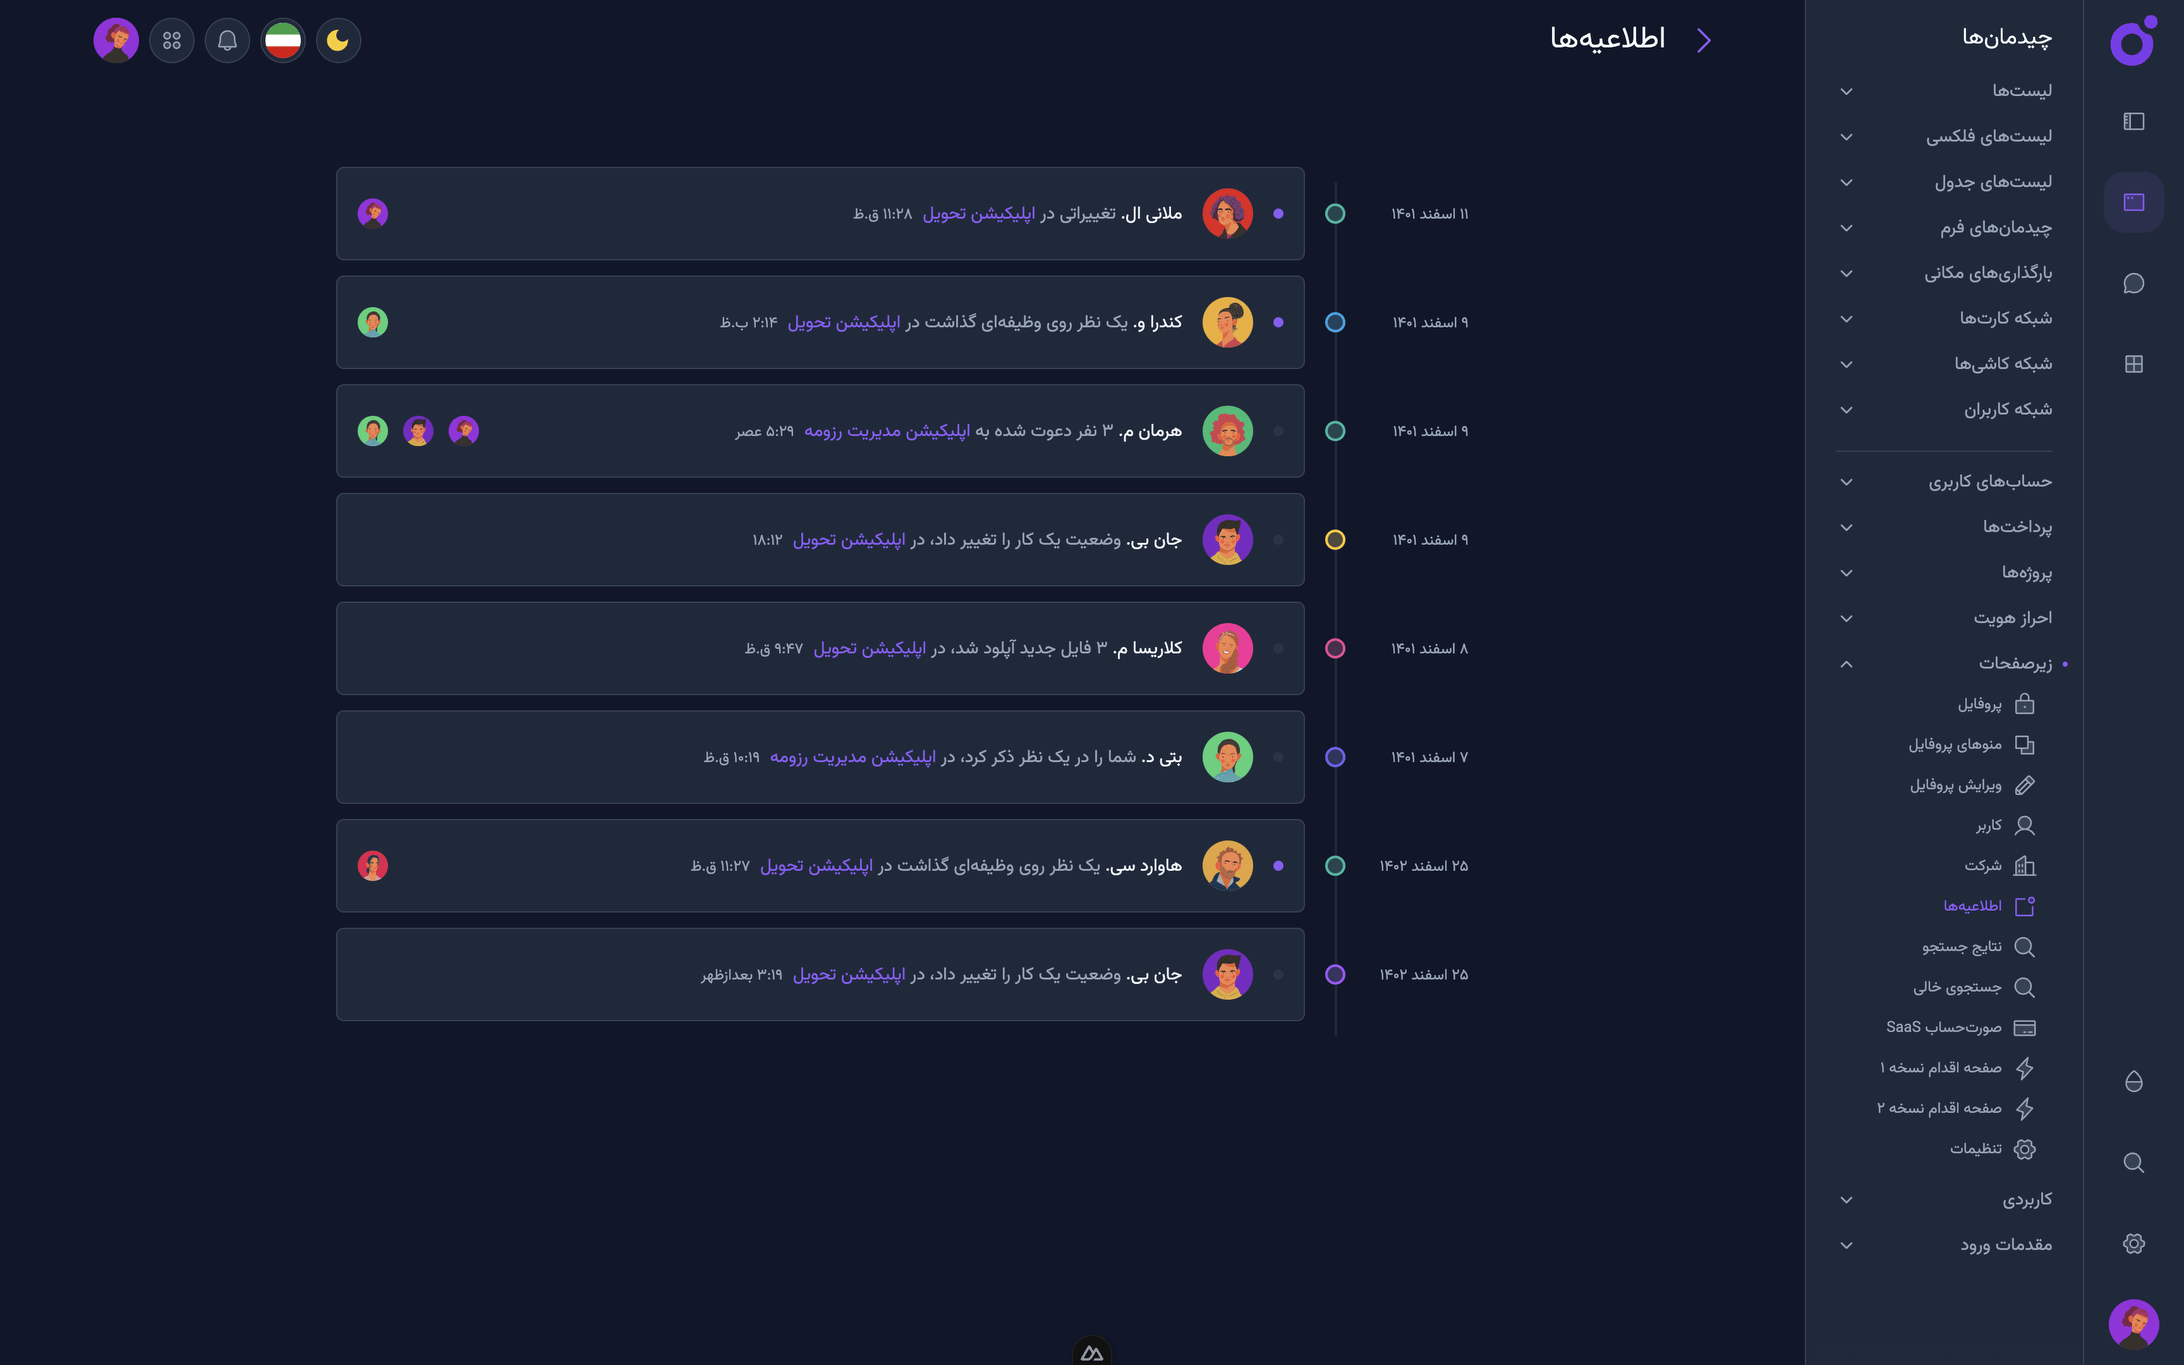 چیدمان‌ها
لیست‌ها
لیست‌های فلکسی
لیست‌های جدول
چیدمان‌های فرم
بارگذاری‌های مکانی
شبکه کارت‌ها
شبکه کاشی‌ها
شبکه کاربران
حساب‌های کاربری
پرداخت‌ها
پروژه‌ها
احراز هویت
زیرصفحات
پروفایل
منوهای پروفایل
ویرایش پروفایل
کاربر
شرکت
اطلاعیه‌ها
نتایج جستجو
جستجوی خالی
صورت‌حساب SaaS
صفحه اقدام نسخه ۱
صفحه اقدام نسخه ۲
تنظیمات
کاربردی
مقدمات ورود
اطلاعیه‌ها
۱۱ اسفند ۱۴۰۱
ملانی ال. تغییراتی در اپلیکیشن تحویل ۱۱:۲۸ ق.ظ
۹ اسفند ۱۴۰۱
کندرا و. یک نظر روی وظیفه‌ای گذاشت در اپلیکیشن تحویل ۲:۱۴ ب.ظ
۹ اسفند ۱۴۰۱
هرمان م. ۳ نفر دعوت شده به اپلیکیشن مدیریت رزومه ۵:۲۹ عصر
۹ اسفند ۱۴۰۱
جان بی. وضعیت یک کار را تغییر داد، در اپلیکیشن تحویل ۱۸:۱۲
۸ اسفند ۱۴۰۱
کلاریسا م. ۳ فایل جدید آپلود شد، در اپلیکیشن تحویل ۹:۴۷ ق.ظ
۷ اسفند ۱۴۰۱
بتی د. شما را در یک نظر ذکر کرد، در اپلیکیشن مدیریت رزومه ۱۰:۱۹ ق.ظ
۲۵ اسفند ۱۴۰۲
هاوارد سی. یک نظر روی وظیفه‌ای گذاشت در اپلیکیشن تحویل ۱۱:۲۷ ق.ظ
۲۵ اسفند ۱۴۰۲
جان بی. وضعیت یک کار را تغییر داد، در اپلیکیشن تحویل ۳:۱۹ بعدازظهر